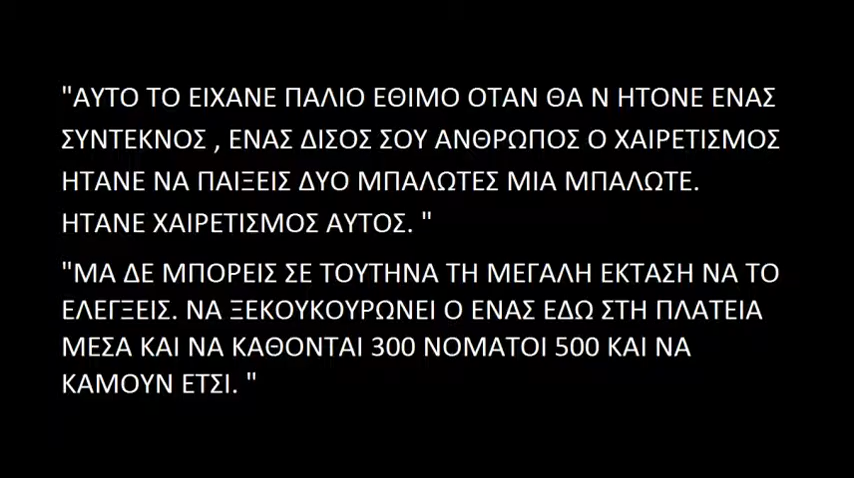 "ΑΥΤΟ ΤΟ ΕΙΧΑΝΕ ΠΑΛΙΟ ΕΘΙΜΟ ΟΤΑΝ ΘΑ Ν ΗΤΟΝΕ ΕΝΑΣ
ΣΥΝΤΕΚΝΟΣ , ΕΝΑΣ ΔΙΣΟΣ ΣΟΥ ΑΝΘΡΩΠΟΣ Ο ΧΑΙΡΕΤΙΣΜΟΣ
ΗΤΑΝΕ ΝΑ ΠΑΙΞΕΙΣ ΔΥΟ ΜΠΑΛΩΤΕΣ ΜΙΑ ΜΠΑΛΩΤΕ.
ΗΤΑΝΕ ΧΑΙΡΕΤΙΣΜΟΣ ΑΥΤΟΣ. "
"ΜΑ ΔΕ ΜΠΟΡΕΙΣ ΣΕ ΤΟΥΤΗΝΑ ΤΗ ΜΕΓΑΛΗ ΕΚΤΑΣΗ ΝΑ ΤΟ
ΕΛΕΓΞΕΙΣ. ΝΑ ΞΕΚΟΥΚΟΥΡΩΝΕΙ Ο ΕΝΑΣ ΕΔΩ ΣΤΗ ΠΛΑΤΕΙΑ
ΜΕΣΑ ΚΑΙ ΝΑ ΚΑΘΟΝΤΑΙ 300 ΝΟΜΑΤΟΙ 500 ΚΑΙ ΝΑ
ΚΑΜΟΥΝ ΕΤΣΙ. "